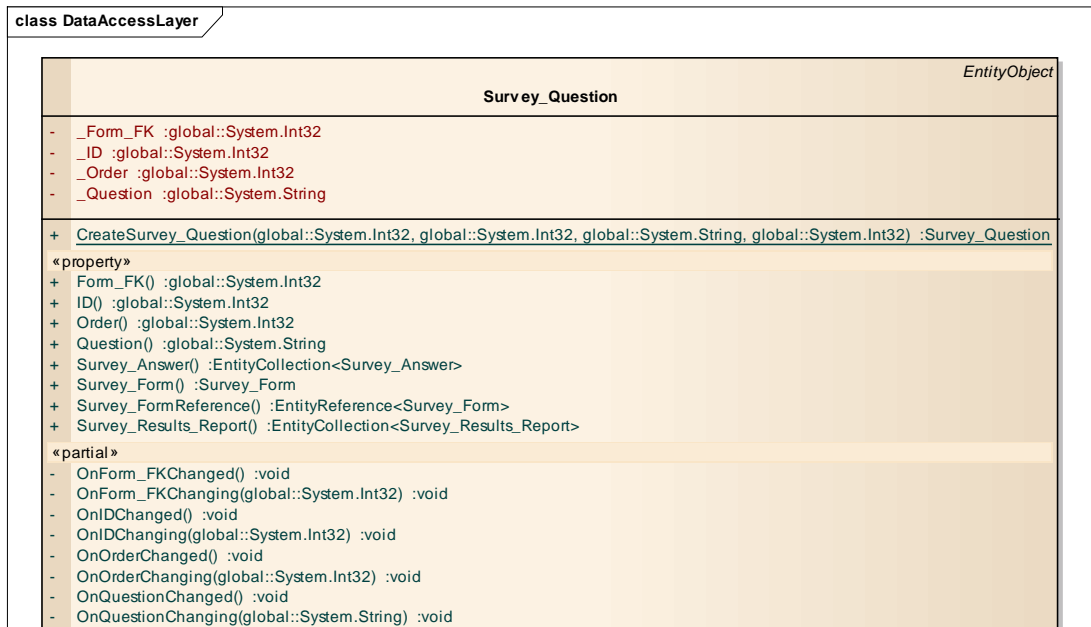 class DataAccessLayer
EntityObject
Survey_Question
- _Form_FK :global::System.Int32
- _ID :global::System.Int32
- _Order :global::System.Int32
- _Question :global::System.String
+ CreateSurvey_Question(global::System.Int32, global::System.Int32, global::System.String, global::System.Int32) :Survey_Question
«property»
+ Form_FK() :global::System.Int32
+ ID() :global::System.Int32
+ Order() :global::System.Int32
+ Question() :global::System.String
+ Survey_Answer() :EntityCollection<Survey_Answer>
+ Survey_Form() :Survey_Form
+ Survey_FormReference() :EntityReference<Survey_Form>
+ Survey_Results_Report() :EntityCollection<Survey_Results_Report>
«partial»
- OnForm_FKChanged() :void
- OnForm_FKChanging(global::System.Int32) :void
- OnIDChanged() :void
- OnIDChanging(global::System.Int32) :void
- OnOrderChanged() :void
- OnOrderChanging(global::System.Int32) :void
- OnQuestionChanged() :void
- OnQuestionChanging(global::System.String) :void